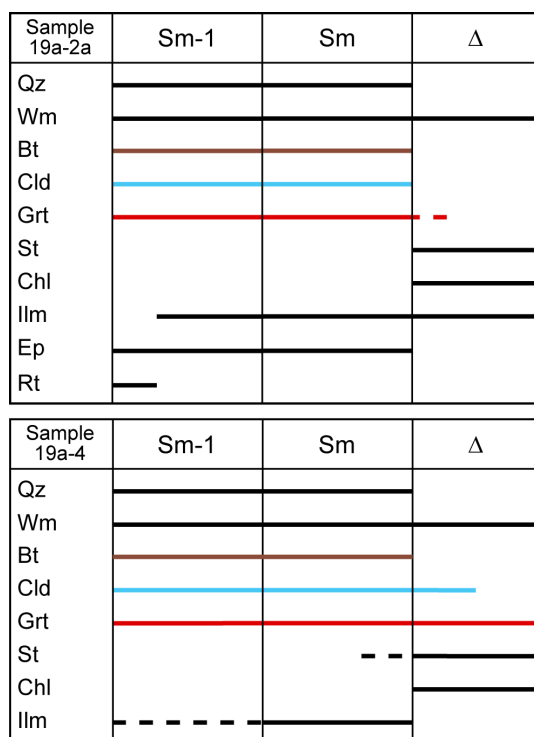 Sample
19a-2a
Sm-1
Sm
Δ
Qz
Wm
Bt
Cld
Grt
St
Chl
Ilm
Ep
Rt
Sample
19a-4
Sm-1
Sm
Δ
Qz
Wm
Bt
Cld
Grt
St
Chl
Ilm